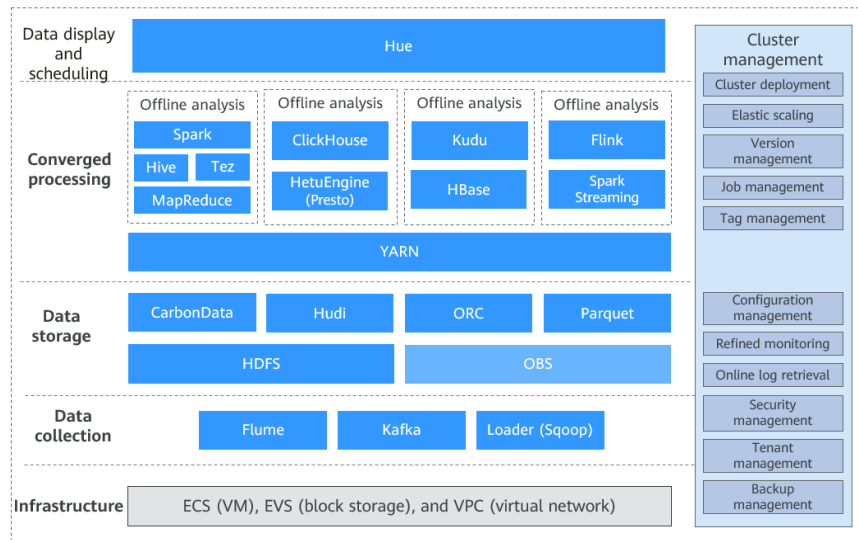 Data display
and
scheduling
Hue
Cluster
management
Cluster deployment
Elastic scaling
Version
management
Job management
Tag management
Configuration
management
Refined monitoring
Online log retrieval
Security
management
Tenant
management
Backup
management
Converged
processing
Offline analysis
Spark
Hive
Tez
MapReduce
Offline analysis
ClickHouse
HetuEngine
(Presto)
Offline analysis
Kudu
HBase
Offline analysis
Flink
Spark
Streaming
YARN
Data
storage
CarbonData
Hudi
ORC
Parquet
HDFS
OBS
Data
collection
Flume
Kafka
Loader (Sqoop)
Infrastructure
ECS (VM), EVS (block storage), and VPC (virtual network)